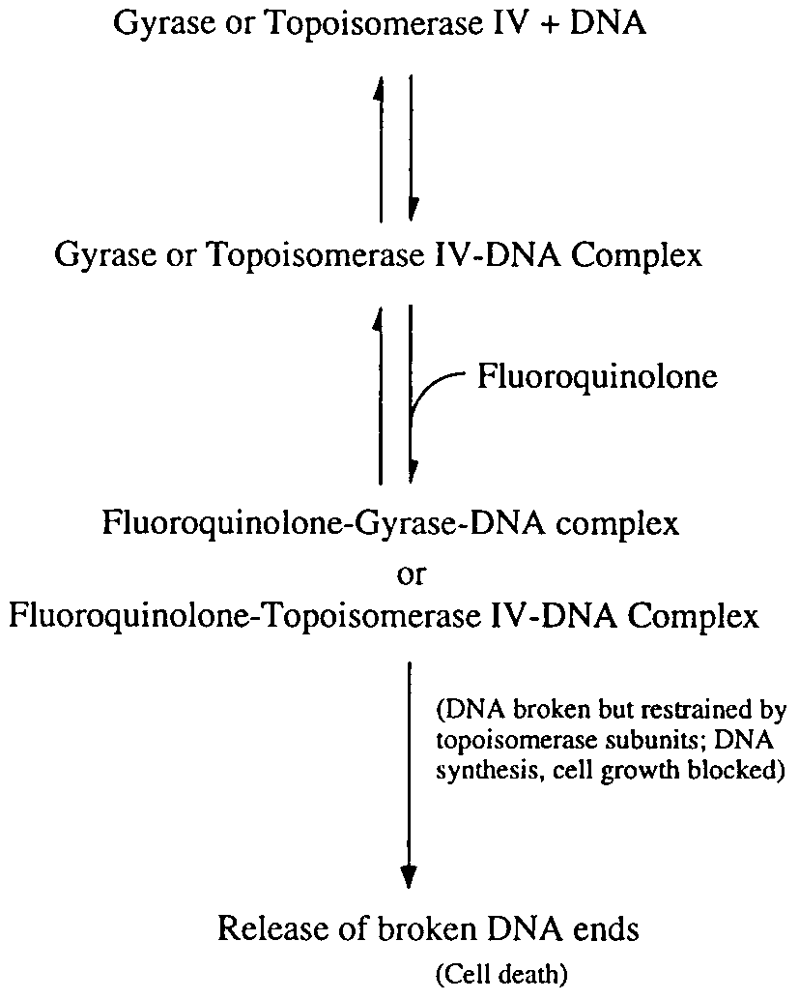 Gyrase or Topoisomerase IV + DNA
Gyrase or Topoisomerase IV-DNA Complex
Fluoroquinolone
Fluoroquinolone-Gyrase-DNA complex
or
Fluoroquinolone-Topoisomerase IV-DNA Complex
(DNA broken but restrained by
topoisomerase subunits; DNA
synthesis, cell growth blocked)
Release of broken DNA ends
(Cell death)